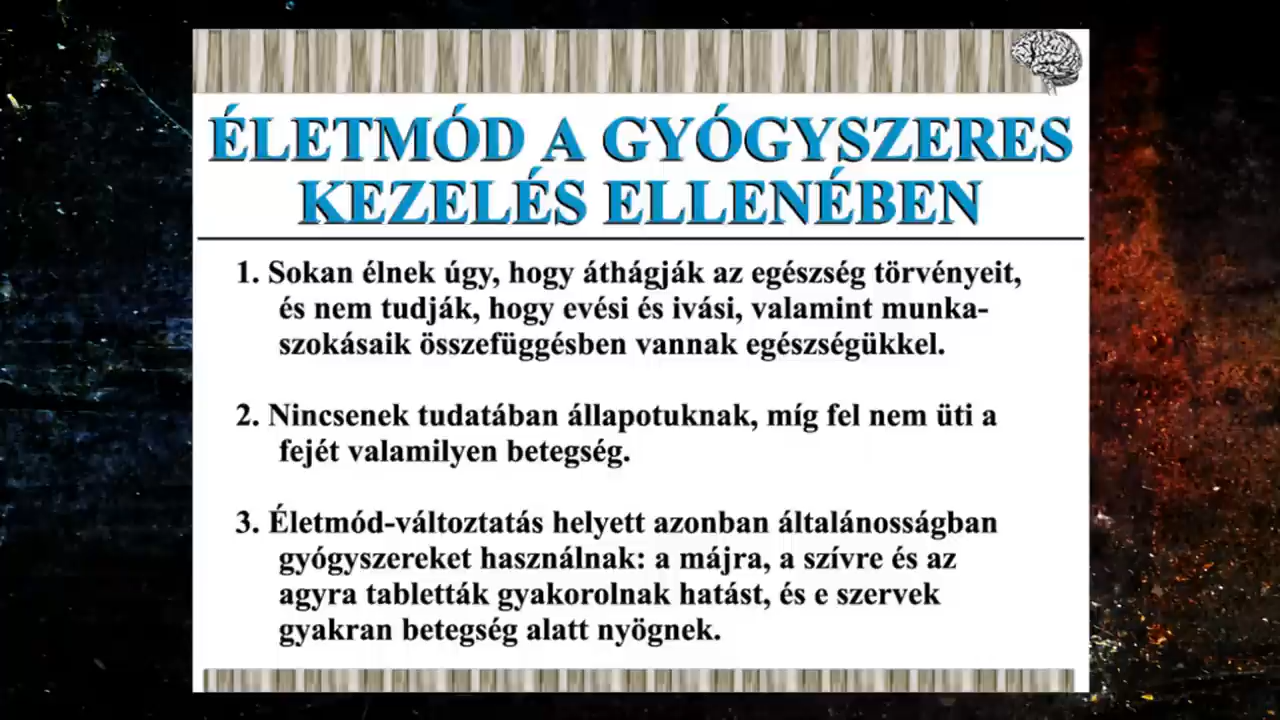 ÉLETMÓD A GYÓGYSZERES
KEZELÉS ELLENÉBEN
1. Sokan élnek úgy, hogy áthágják az egészség törvényeit,
és nem tudják, hogy evési és ivási, valamint munka-
szokásaik összefüggésben vannak egészségükkel.
2. Nincsenek tudatában állapotuknak, míg fel nem üti a
fejét valamilyen betegség.
3. Életmód-változtatás helyett azonban általánosságban
gyógyszereket használnak: a májra, a szívre és az
agyra tabletták gyakorolnak hatást, és e szervek
gyakran betegség alatt nyögnek.